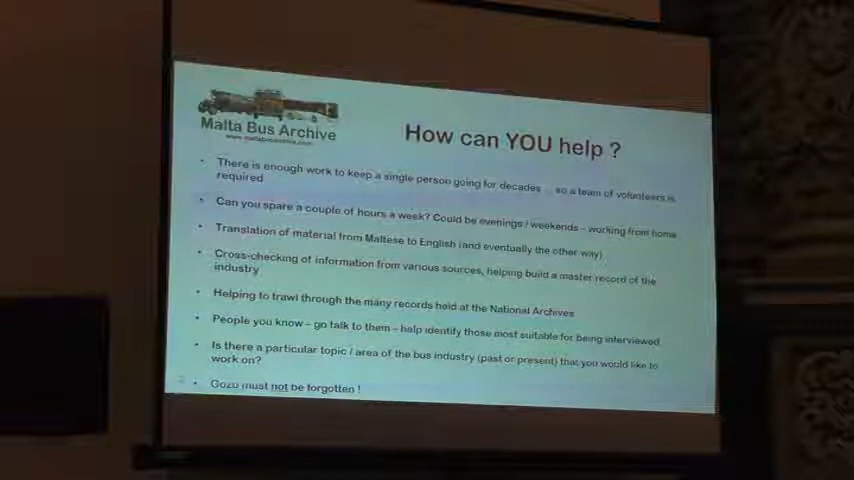 Malta Bus Archive
www.maltabusarchive.com
How can YOU help ?
• There is enough work to keep a single person going for decades ... so a team of volunteers is
required
• Can you spare a couple of hours a week? Could be evenings / weekends – working from home
• Translation of material from Maltese to English (and eventually the other way)
• Cross-checking of information from various sources, helping build a master record of the
industry
• Helping to trawl through the many records held at the National Archives
• People you know – go talk to them – help identify those most suitable for being interviewed
• Is there a particular topic / area of the bus industry (past or present) that you would like to
work on?
• Gozo must not be forgotten !